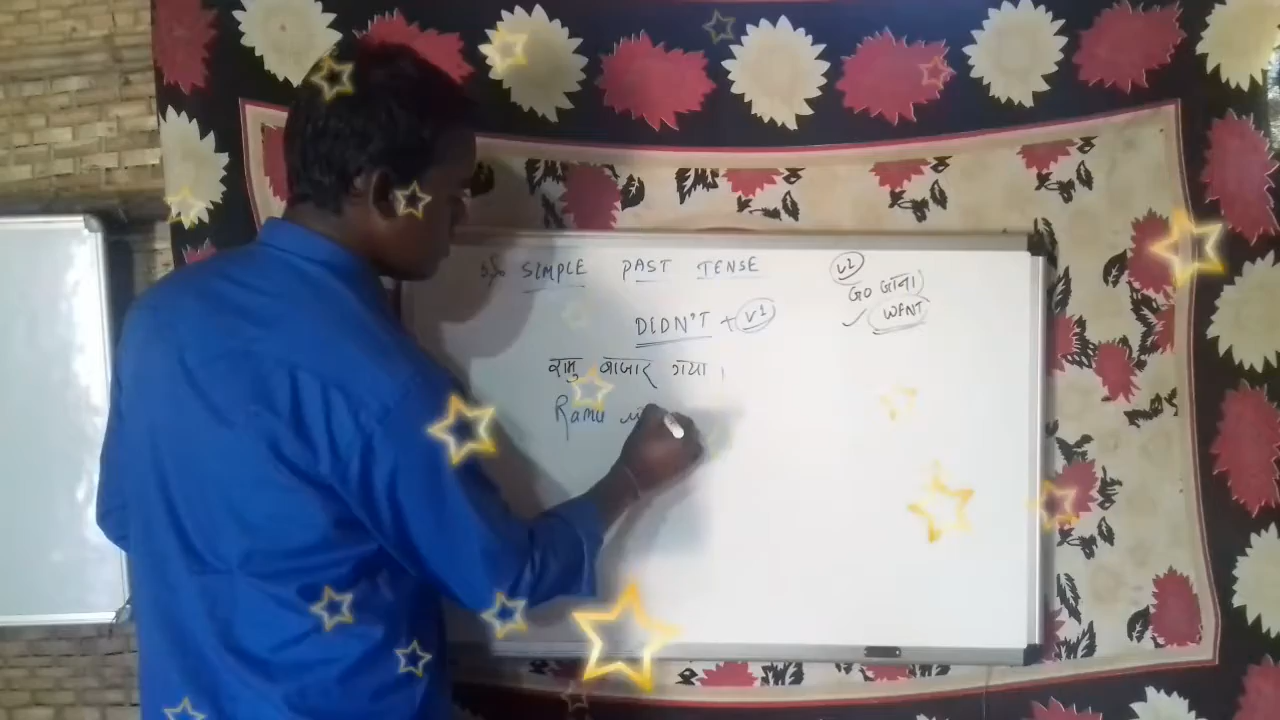 SIMPLE PAST TENSE
DIDN'T + V1
रामु बाजार गया।
Ramu
V2
GO जाना)
✓ WENT